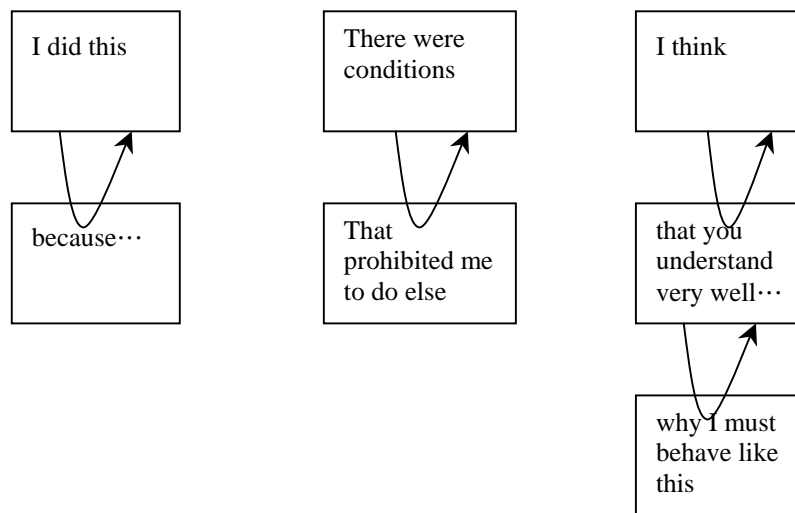 I did this
because⋯
There were
conditions
That
prohibited me
to do else
I think
that you
understand
very well⋯
why I must
behave like
this